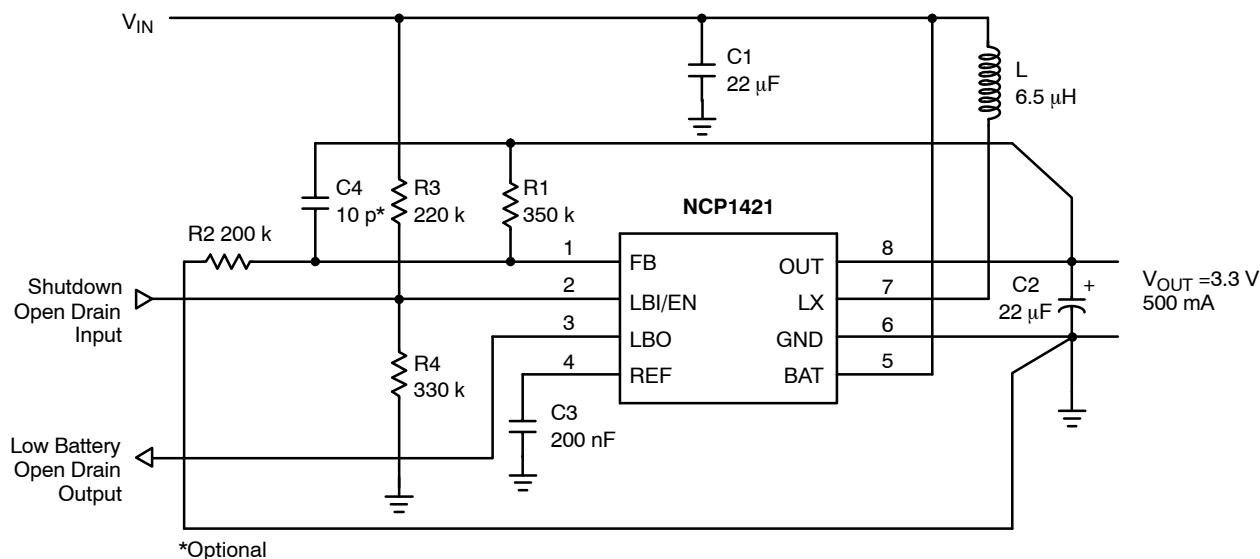 VIN
C1
22 μF
L
6.5 μH
C4
10 p*
R3
220 k
R1
350 k
NCP1421
R2 200 k
1
FB
OUT
8
Shutdown
Open Drain
Input
2
LBI/EN
LX
7
C2
22 μF
+
VOUT =3.3 V
500 mA
3
LBO
GND
6
R4
330 k
4
REF
BAT
5
C3
200 nF
Low Battery
Open Drain
Output
*Optional